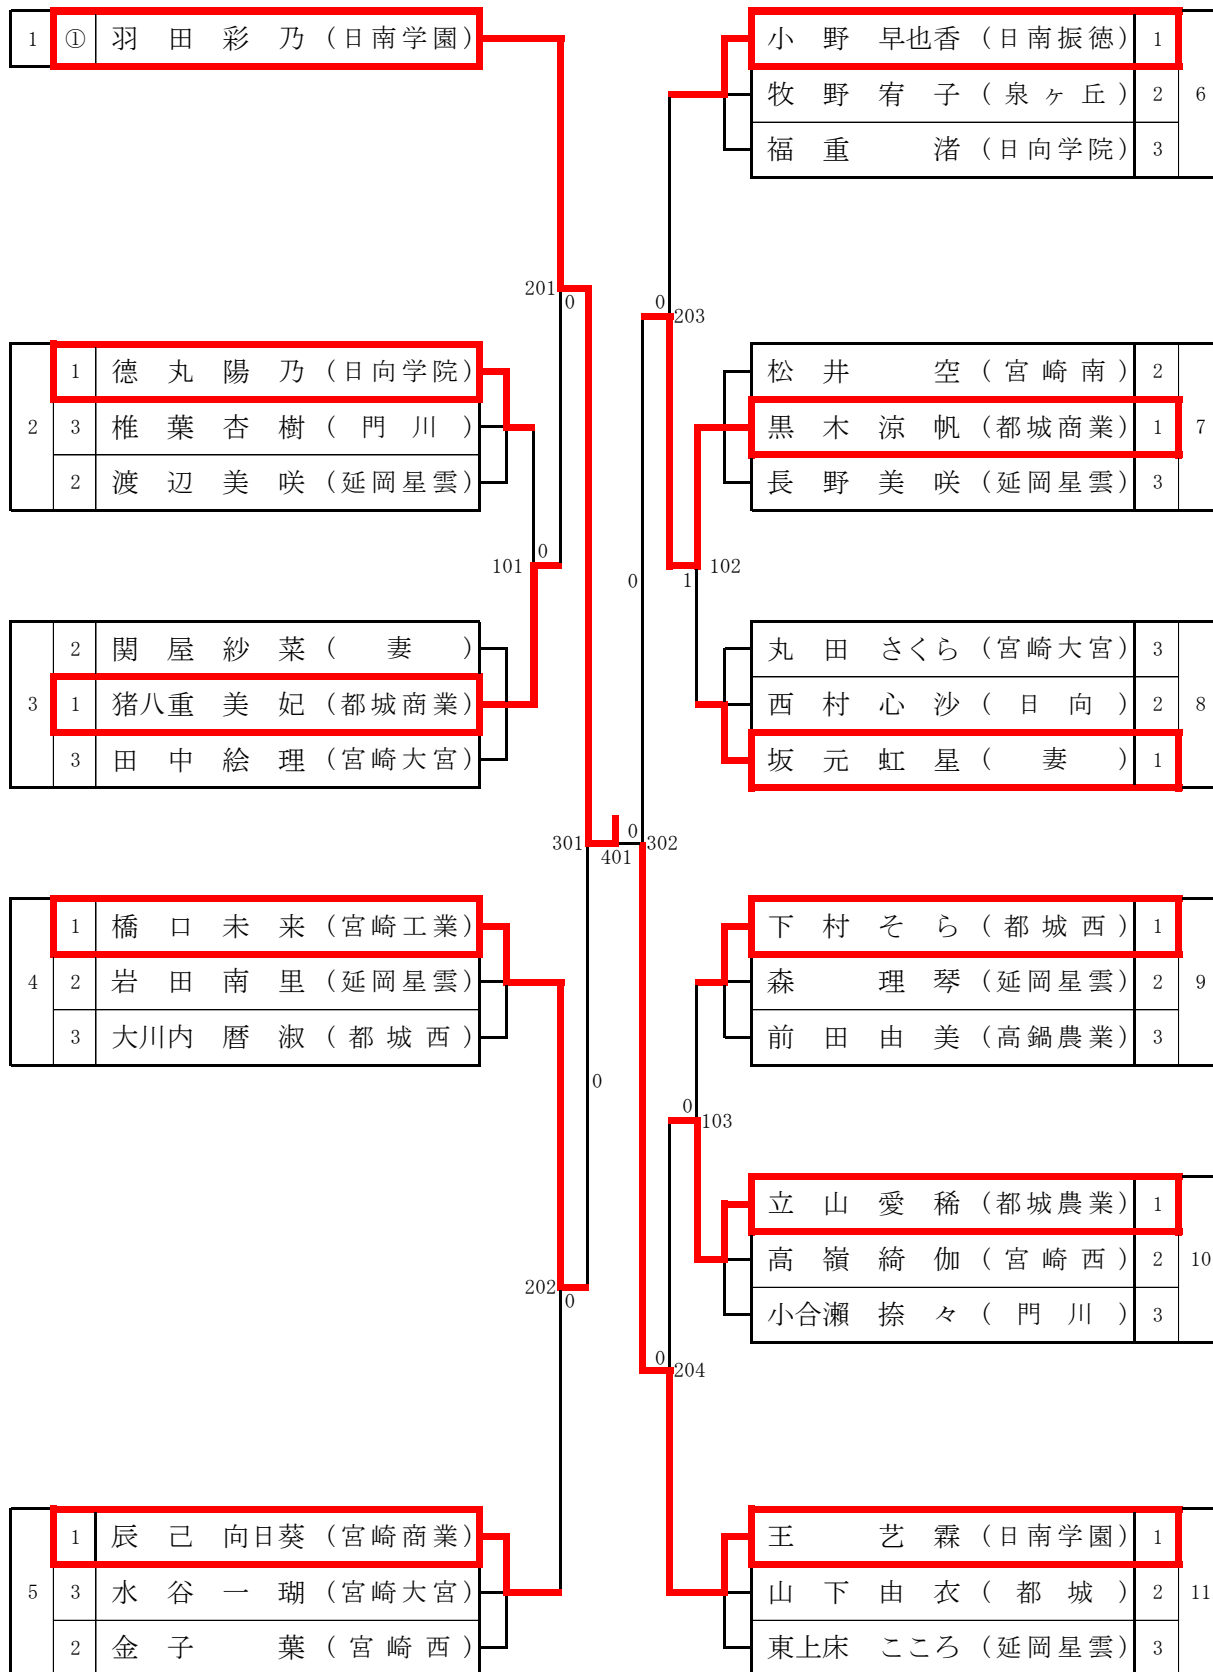 1 ① 羽田彩乃 (日南学園)
2
1 德丸陽乃 (日向学院)
3 椎葉杏樹 (門川)
2 渡辺美咲 (延岡星雲)
3
2 関屋紗菜 (妻)
1 猪八重美妃 (都城商業)
3 田中絵理 (宮崎大宮)
4
1 橋口未来 (宮崎工業)
2 岩田南里 (延岡星雲)
3 大川内暦淑 (都城西)
5
1 辰己向日葵 (宮崎商業)
3 水谷一瑚 (宮崎大宮)
2 金子葉 (宮崎西)
201 0
101 0
301
401
0
202 0
0 203
0
1 102
0 302
0 103
0 204
小野早也香 (日南振徳) 1
牧野宥子 (泉ヶ丘) 2
福重渚 (日向学院) 3
6
松井空 (宮崎南) 2
黒木涼帆 (都城商業) 1
長野美咲 (延岡星雲) 3
7
丸田さくら (宮崎大宮) 3
西村心沙 (日向) 2
坂元虹星 (妻) 1
8
下村そら (都城西) 1
森理琴 (延岡星雲) 2
前田由美 (高鍋農業) 3
9
立山愛稀 (都城農業) 1
高嶺綺伽 (宮崎西) 2
小合瀬捺々 (門川) 3
10
王艺霖 (日南学園) 1
山下由衣 (都城) 2
東上床こころ (延岡星雲) 3
11